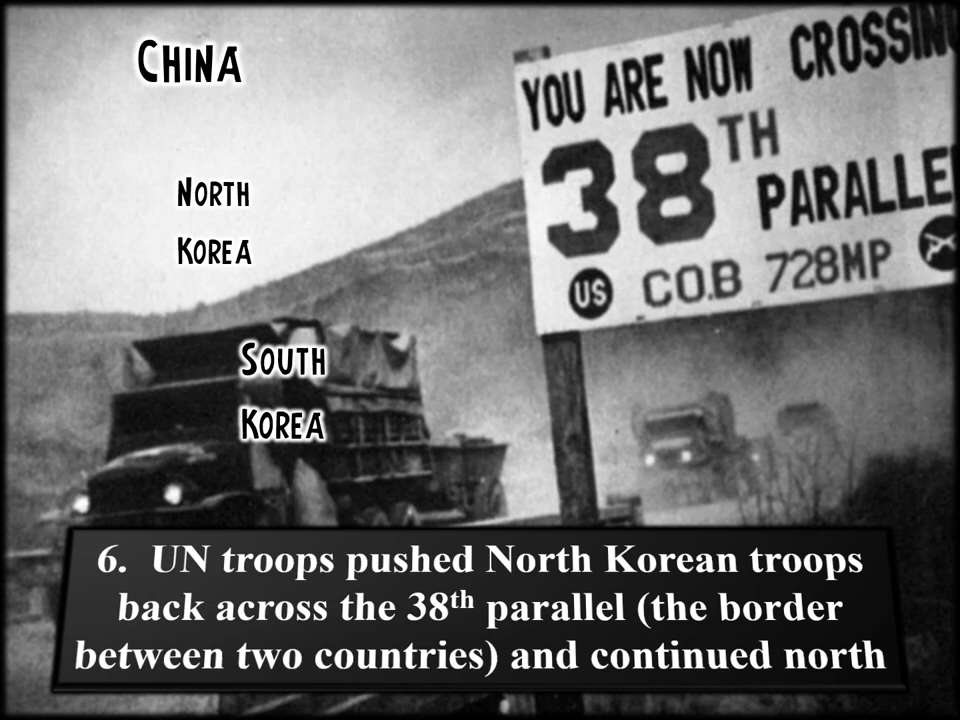 China
North
Korea
South
Korea
YOU ARE NOW CROSSING
38TH
PARALLEL
US CO.B 728MP
6. UN troops pushed North Korean troops
back across the 38th parallel (the border
between two countries) and continued north